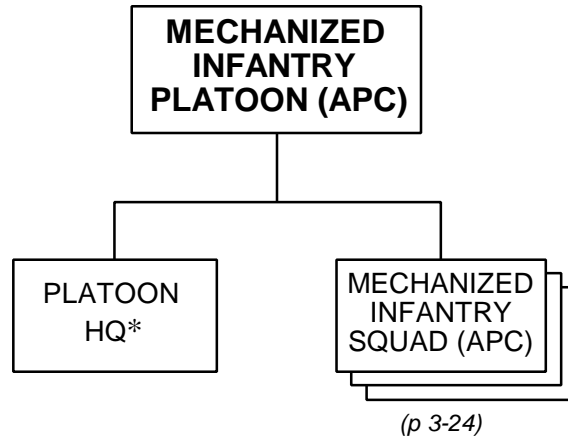 MECHANIZED
INFANTRY
PLATOON (APC)
PLATOON
HQ*
MECHANIZED
INFANTRY
SQUAD (APC)
(p 3-24)